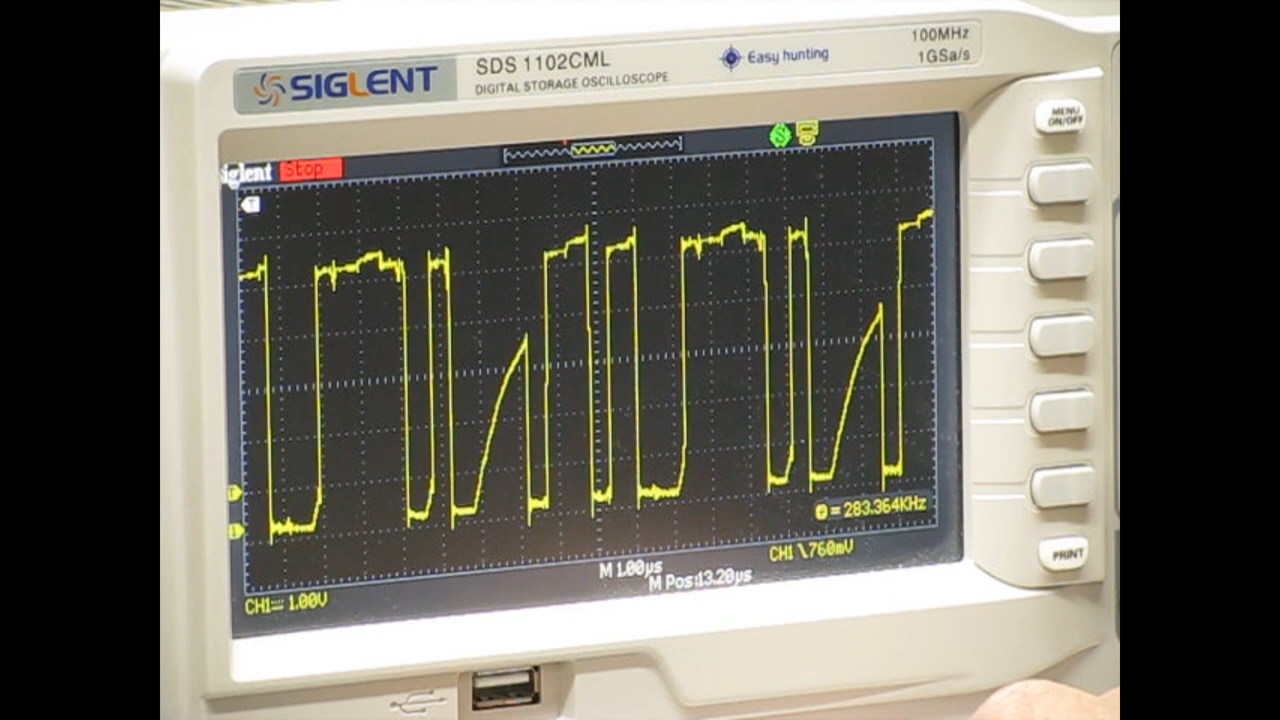 SIGLENT
SDS 1102CML
DIGITAL STORAGE OSCILLOSCOPE
Easy hunting
100MHz
1GSa/s
MENU
ON/OFF
iglent
Stop
T
= 283.364KHz
CH1 \760mV
M 1.00µs
M Pos:13.20µs
CH1 1.00V
PRINT